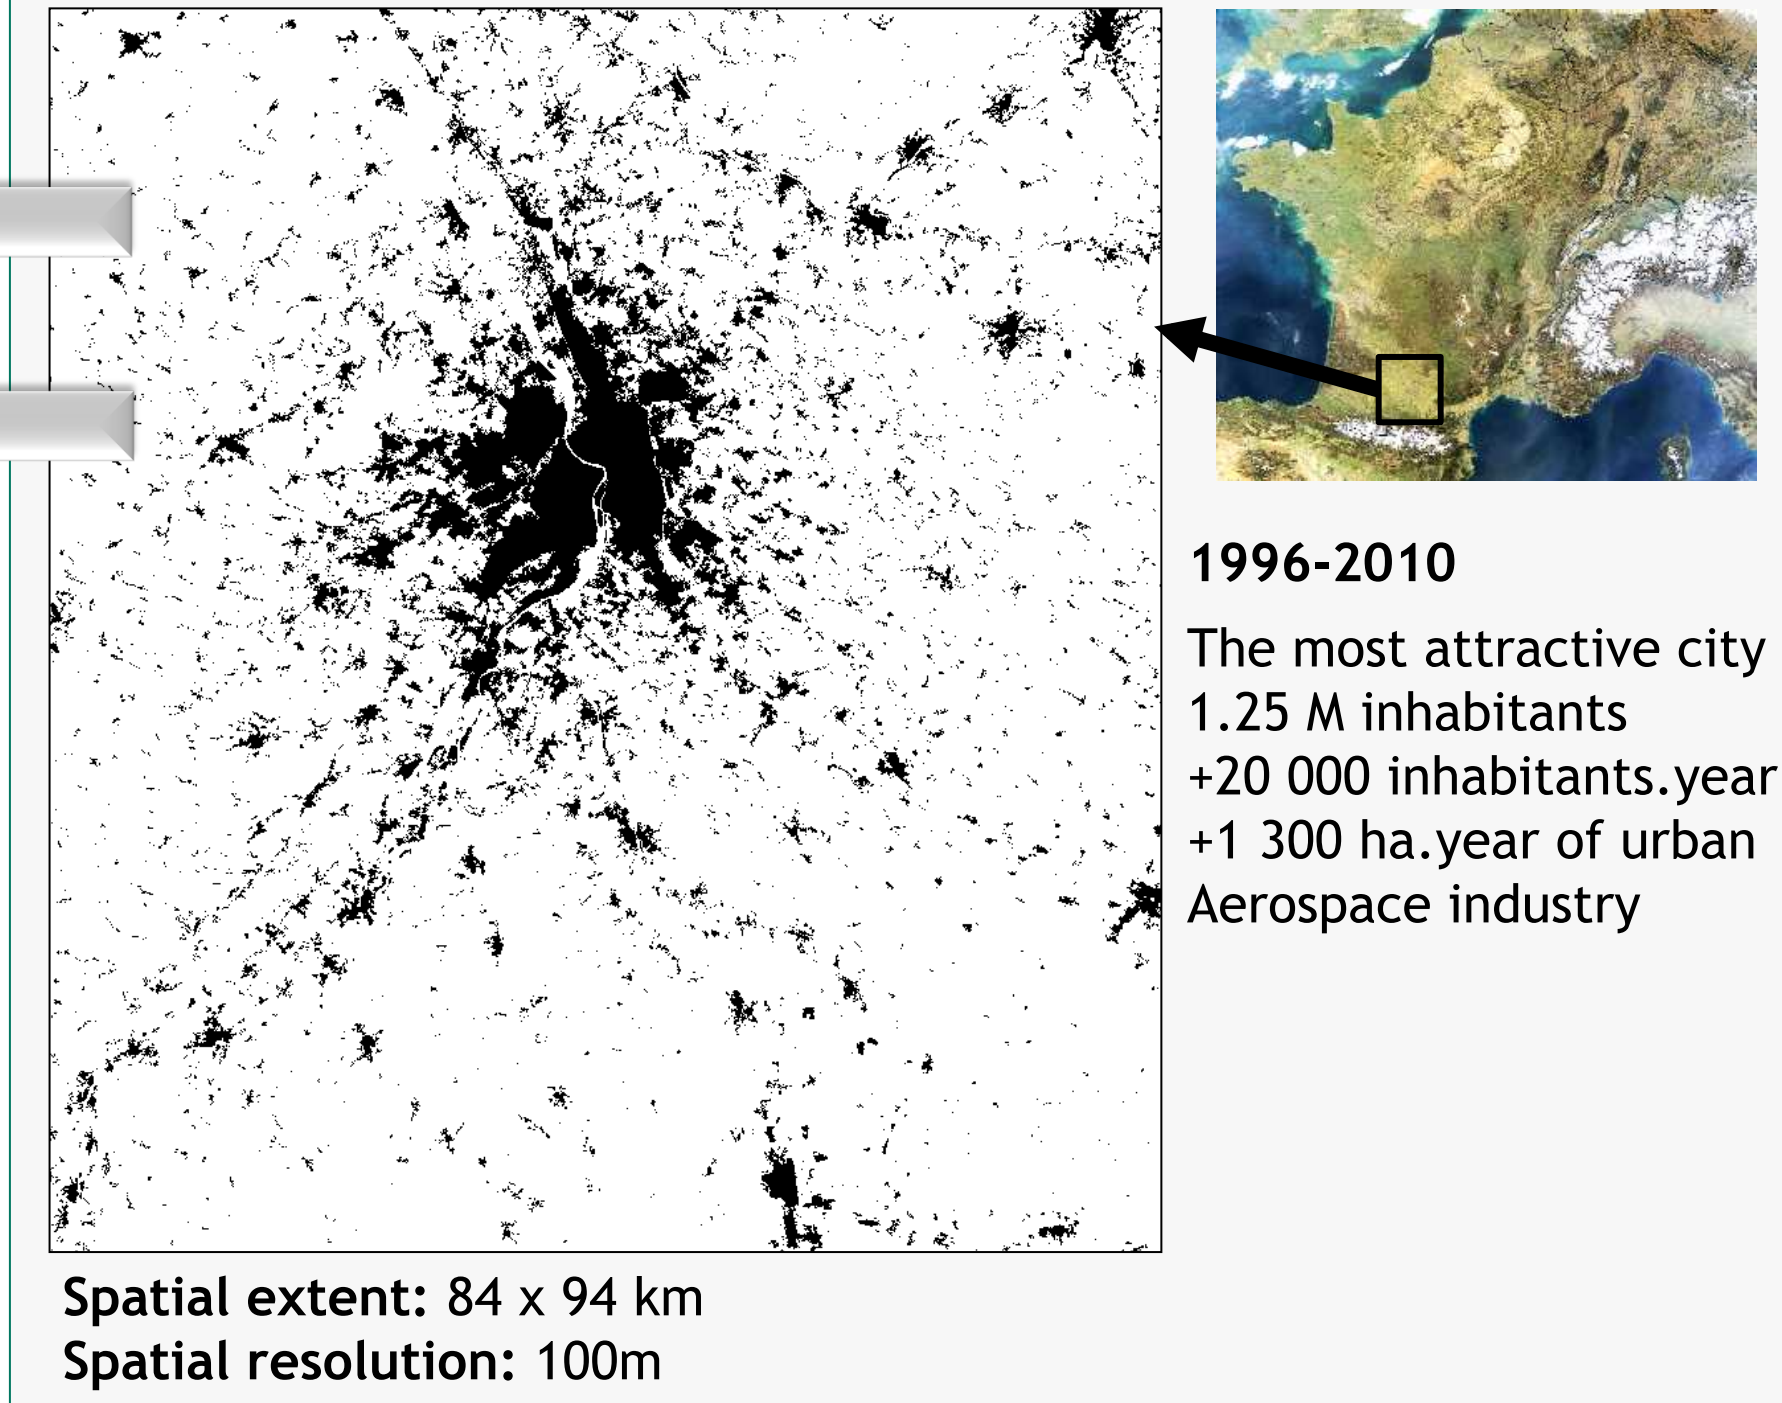 1996-2010
The most attractive city
1.25 M inhabitants
+20 000 inhabitants.year
+1 300 ha.year of urban
Aerospace industry
Spatial extent: 84 x 94 km
Spatial resolution: 100m